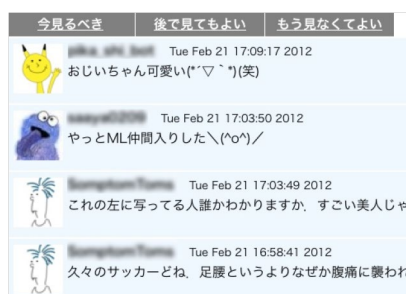 今見るべき 後で見てもよい もう見なくてよい
Tue Feb 21 17:09:17 2012
おじいちゃん可愛い(*´▽｀*)(笑)
Tue Feb 21 17:03:50 2012
やっとML仲間入りした＼(^o^)／
Tue Feb 21 17:03:49 2012
これの左に写ってる人誰かわかりますか，すごい美人じゃ
Tue Feb 21 16:58:41 2012
久々のサッカーどね，足腰というよりなぜか腹痛に襲われ